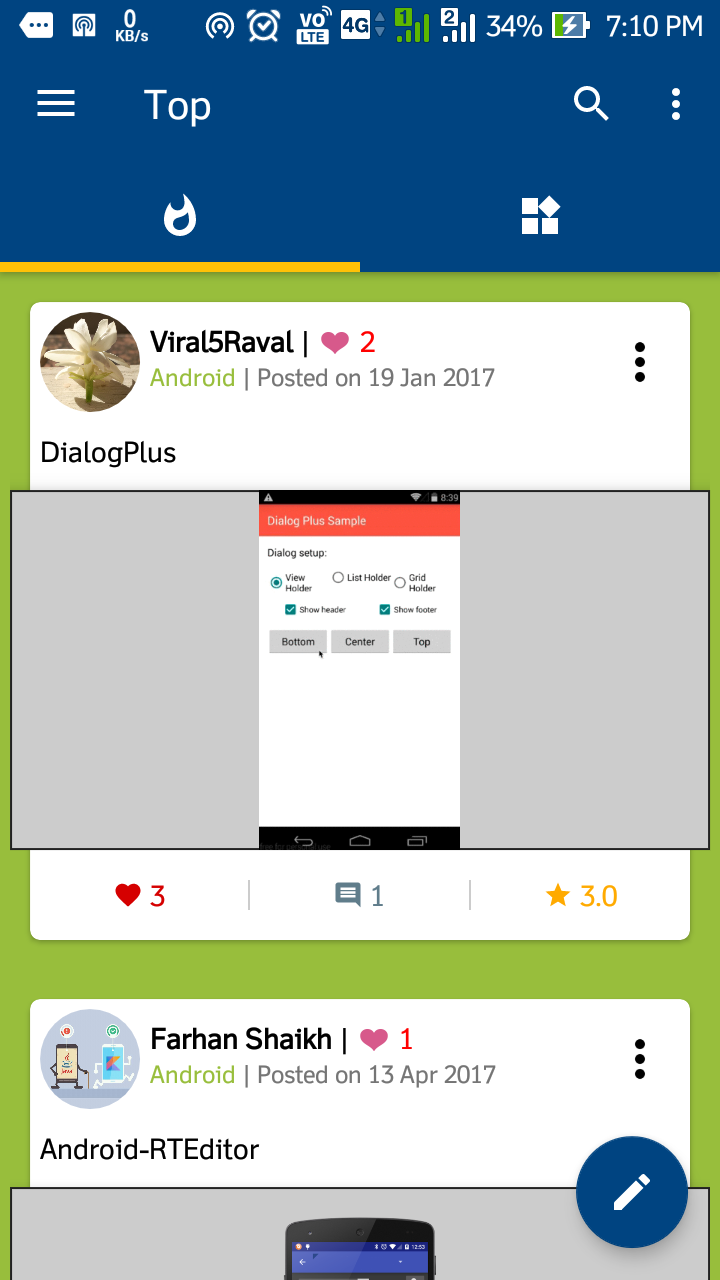 0
KB/s
VO
LTE
4G
1
2
34%
7:10 PM
Top
Viral5Raval | 2
Android | Posted on 19 Jan 2017
DialogPlus
8:39
Dialog Plus Sample
Dialog setup:
View Holder
List Holder
Grid Holder
Show header
Show footer
Bottom
Center
Top
3
1
3.0
Farhan Shaikh | 1
Android | Posted on 13 Apr 2017
Android-RTEditor
12:53